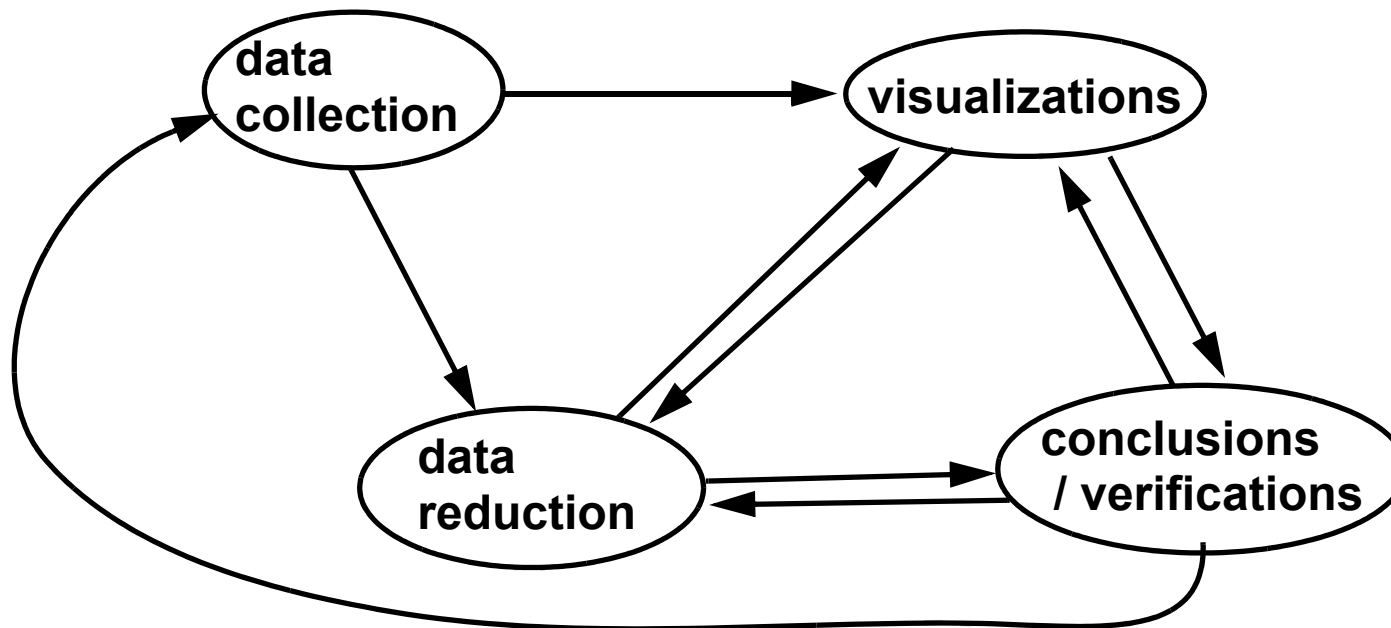 data
collection
visualizations
data
reduction
conclusions
/ verifications